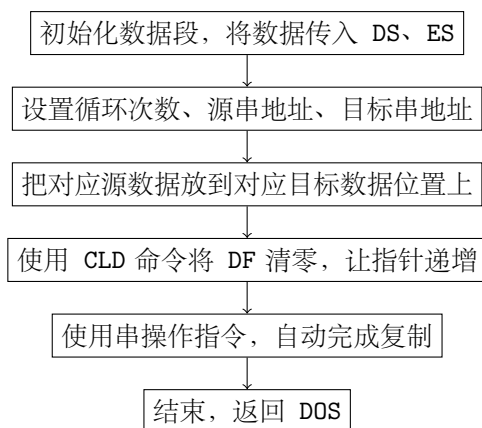 初始化数据段，将数据传入 DS、ES
设置循环次数、源串地址、目标串地址
把对应源数据放到对应目标数据位置上
使用 CLD 命令将 DF 清零，让指针递增
使用串操作指令，自动完成复制
结束，返回 DOS